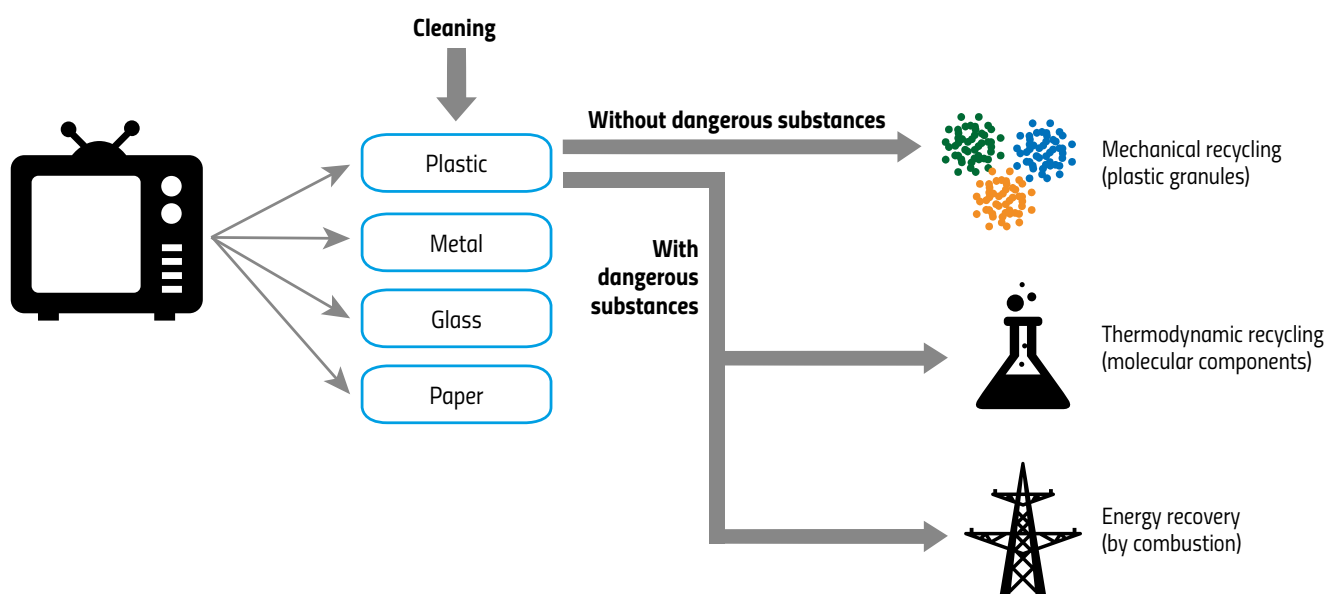 Cleaning
Without dangerous substances
Plastic
Mechanical recycling
(plastic granules)
Metal
With
dangerous
substances
Glass
Thermodynamic recycling
(molecular components)
Paper
Energy recovery
(by combustion)